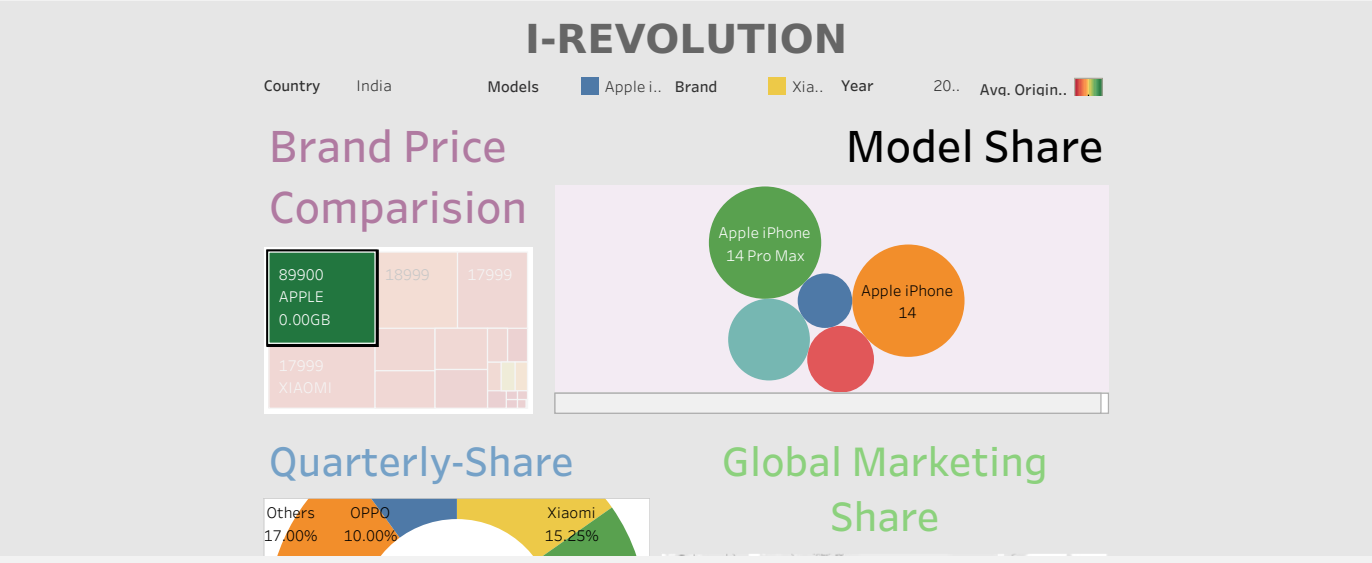 I-REVOLUTION
Country India Models Apple i.. Brand Xia.. Year 20.. Avg. Origin..
Brand Price
Comparision
Model Share
89900
APPLE
0.00GB
18999
17999
17999
XIAOMI
Apple iPhone
14 Pro Max
Apple iPhone
14
Quarterly-Share
Global Marketing
Share
Others
17.00%
OPPO
10.00%
Xiaomi
15.25%